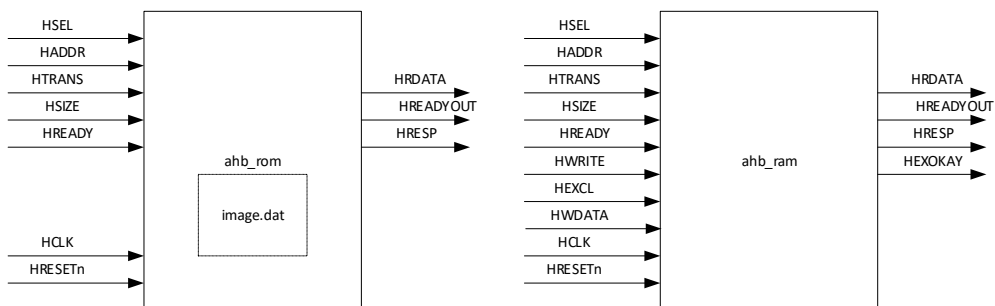 HSEL
HADDR
HTRANS
HSIZE
HREADY
HCLK
HRESETn
ahb_rom
image.dat
HRDATA
HREADYOUT
HRESP
HSEL
HADDR
HTRANS
HSIZE
HREADY
HWRITE
HEXCL
HWDATA
HCLK
HRESETn
ahb_ram
HRDATA
HREADYOUT
HRESP
HEXOKAY